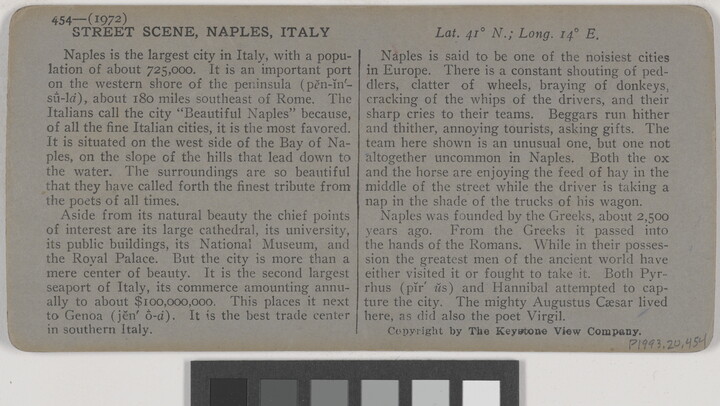 454—(1972)
STREET SCENE, NAPLES, ITALY
Naples is the largest city in Italy, with a popu-
lation of about 725,000. It is an important port
on the western shore of the peninsula (pĕn-ĭn′-
sû-lȧ), about 180 miles southeast of Rome. The
Italians call the city "Beautiful Naples" because,
of all the fine Italian cities, it is the most favored.
It is situated on the west side of the Bay of Na-
ples, on the slope of the hills that lead down to
the water. The surroundings are so beautiful
that they have called forth the finest tribute from
the poets of all times.
Aside from its natural beauty the chief points
of interest are its large cathedral, its university,
its public buildings, its National Museum, and
the Royal Palace. But the city is more than a
mere center of beauty. It is the second largest
seaport of Italy, its commerce amounting annu-
ally to about $100,000,000. This places it next
to Genoa (jĕn′ ô-ȧ). It is the best trade center
in southern Italy.
Lat. 41° N.; Long. 14° E.
Naples is said to be one of the noisiest cities
in Europe. There is a constant shouting of ped-
dlers, clatter of wheels, braying of donkeys,
cracking of the whips of the drivers, and their
sharp cries to their teams. Beggars run hither
and thither, annoying tourists, asking gifts. The
team here shown is an unusual one, but one not
altogether uncommon in Naples. Both the ox
and the horse are enjoying the feed of hay in the
middle of the street while the driver is taking a
nap in the shade of the trucks of his wagon.
Naples was founded by the Greeks, about 2,500
years ago. From the Greeks it passed into
the hands of the Romans. While in their posses-
sion the greatest men of the ancient world have
either visited it or fought to take it. Both Pyr-
rhus (pĭr′ ŭs) and Hannibal attempted to cap-
ture the city. The mighty Augustus Cæsar lived
here, as did also the poet Virgil.
Copyright by The Keystone View Company.
P1993.20.454